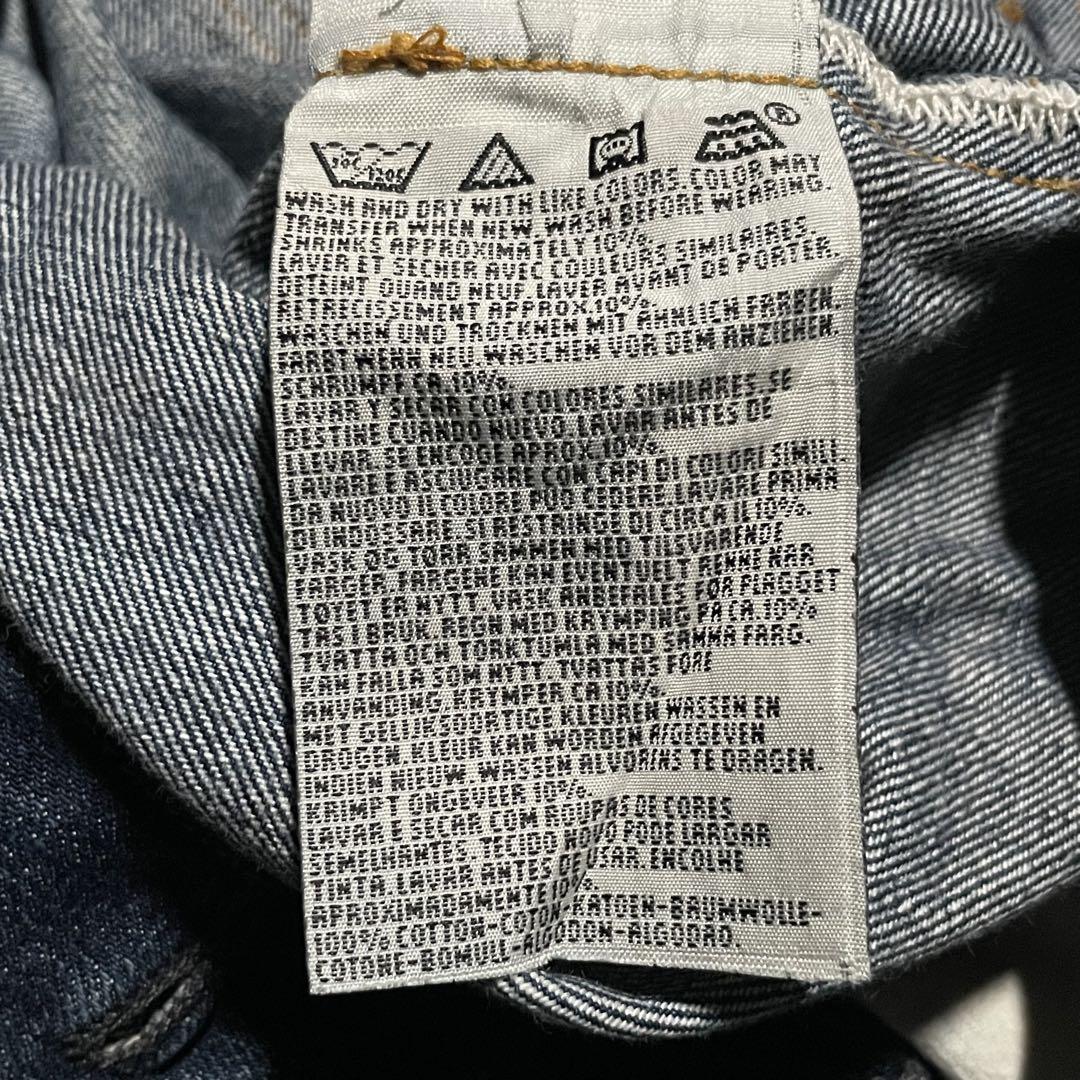 ®
WASH AND DRY WITH LIKE COLORS. COLOR MAY
TRANSFER WHEN NEW. WASH BEFORE WEARING.
SHRINKS APPROXIMATELY 10%.
LAVER ET SECHER AVEC COULEURS SIMILAIRES.
DETEINT QUAND NEUF. LAVER AVANT DE PORTER.
RETRECISSEMENT APPROX. 10%.
WASCHEN UND TROCKNEN MIT ÄHNLICH FARBEN.
FARBT WENN NEU. WASCHEN VOR DEM ANZIEHEN.
SCHRUMPF CA. 10%.
LAVAR Y SECAR CON COLORES SIMILARES. SE
DESTINE CUANDO NUEVO. LAVAR ANTES DE
LLEVAR. SE ENCOGE APROX. 10%.
LAVARE E ASCIUGARE CON CAPI DI COLORI SIMILI
DA NUOVO IL COLORE PUO CEDERE. LAVARE PRIMA
DI INDOSSARE. SI RESTRINGE DI CIRCA IL 10%.
VASK OG TØRR SAMMEN MED TILSVARENDE
FARGER. FARGENE KAN EVENTUELT RENNE NAR
TOYET ER NYTT. VASK ANBEFALES FOR PLAGGET
TAS I BRUK. REGN MED KRYMPING PA CA. 10%
TVATTA OCH TORKTUMLA MED SAMMA FARG.
KAN FALLA SOM NYTT. TVATTAS FORE
ANVANDING. KRYMPER CA 10%.
MET GELIJKSOORTIGE KLEUREN WASSEN EN
DROGEN. KLEUR KAN WORDEN AFGEGEVEN
INDIEN NIEUW. WASSEN ALVORENS TE DRAGEN.
KRIMPT ONGEVEER 10%.
LAVAR E SECAR COM ROUPAS DE CORES
SEMELHANTES. TECIDO NOVO PODE LARGAR
TINTA. LAVAR ANTES DE USAR. ENCOLHE
APROXIMADAMENTE 10%.
100% COTTON-COTON-KATOEN-BAUMWOLLE-
COTONE-BOMULL-ALGODON-ALGODAO.